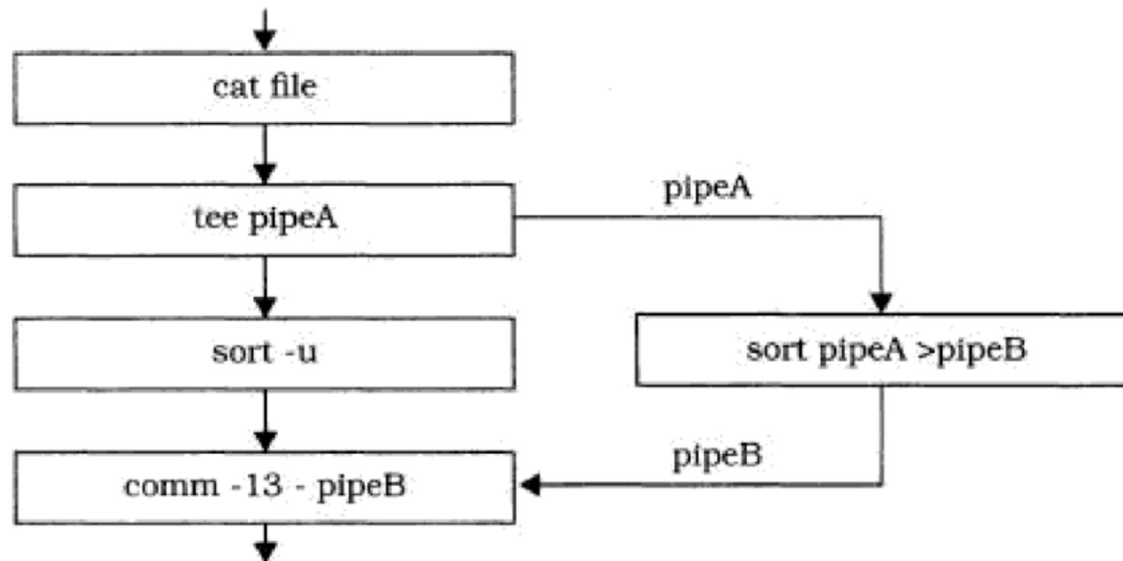 cat file
tee pipeA
pipeA
sort -u
sort pipeA >pipeB
comm -13 - pipeB
pipeB